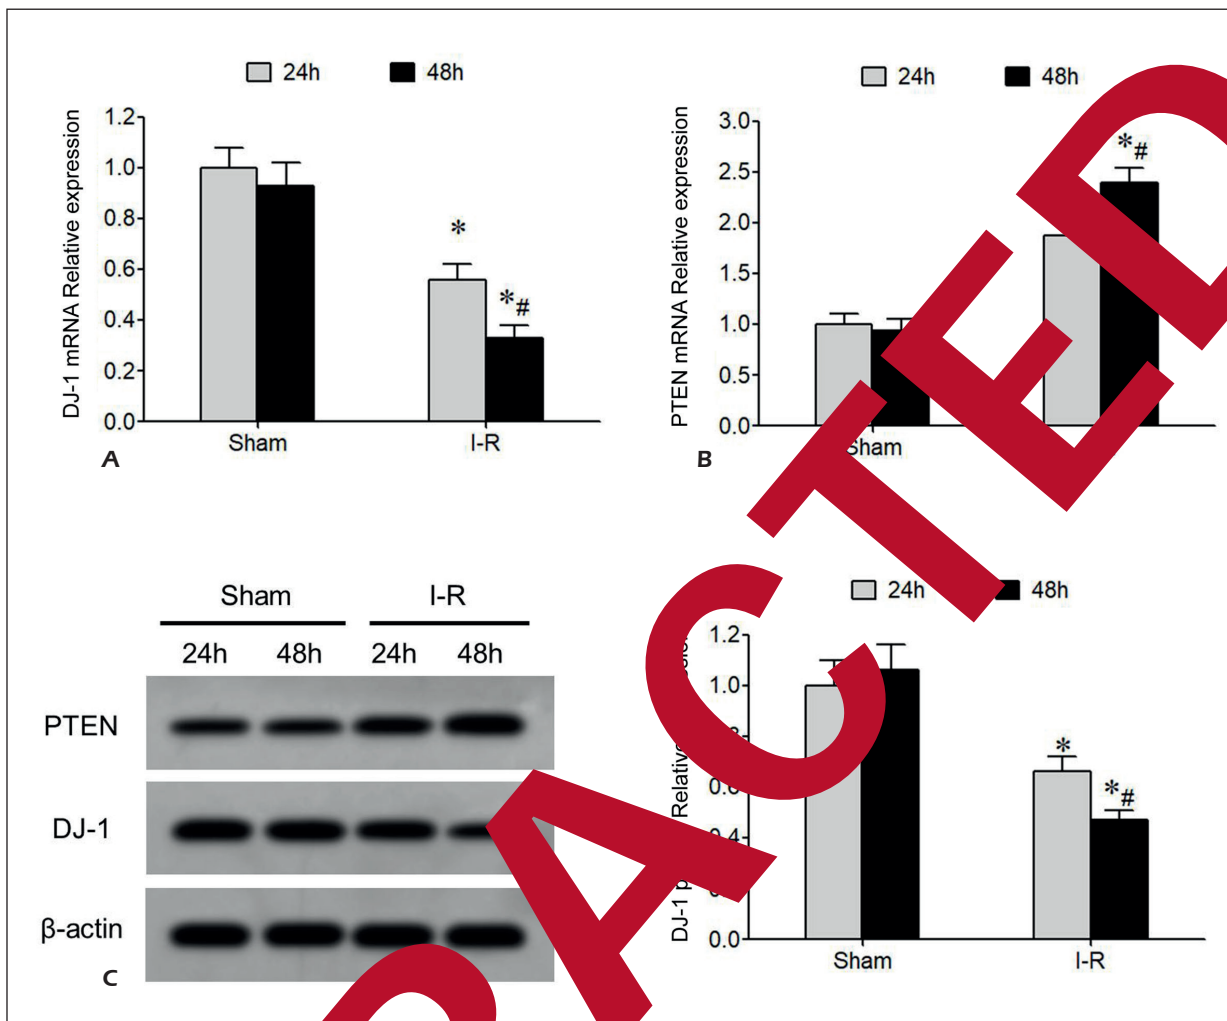 24h 48h
DJ-1 mRNA Relative expression
1.2
1.0
0.8
0.6
0.4
0.2
0.0
*
*#
Sham I-R
A
24h 48h
PTEN mRNA Relative expression
3.0
2.5
2.0
1.5
1.0
0.5
0.0
*#
Sham
B
Sham I-R
24h 48h 24h 48h
PTEN
DJ-1
β-actin
C
24h 48h
DJ-1 Relative
1.2
1.0
0.0
*
*#
Sham I-R
ACTED